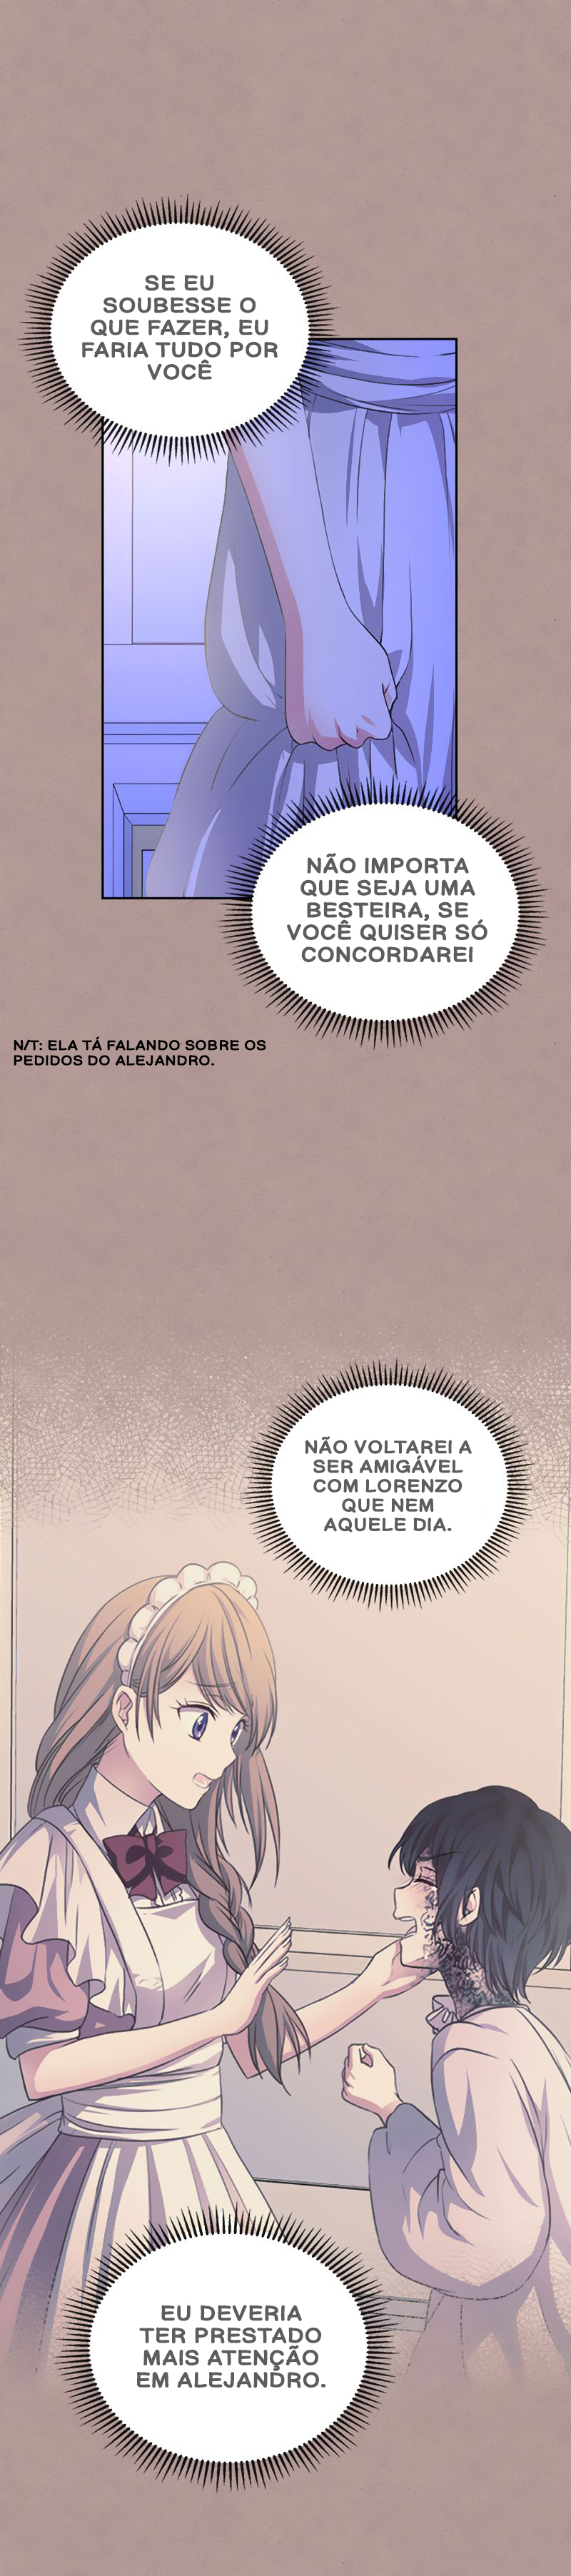 SE EU
SOUBESSE O
QUE FAZER, EU
FARIA TUDO POR
VOCÊ
NÃO IMPORTA
QUE SEJA UMA
BESTEIRA, SE
VOCÊ QUISER SÓ
CONCORDAREI
N/T: ELA TÁ FALANDO SOBRE OS
PEDIDOS DO ALEJANDRO.
NÃO VOLTAREI A
SER AMIGÁVEL
COM LORENZO
QUE NEM
AQUELE DIA.
EU DEVERIA
TER PRESTADO
MAIS ATENÇÃO
EM ALEJANDRO.